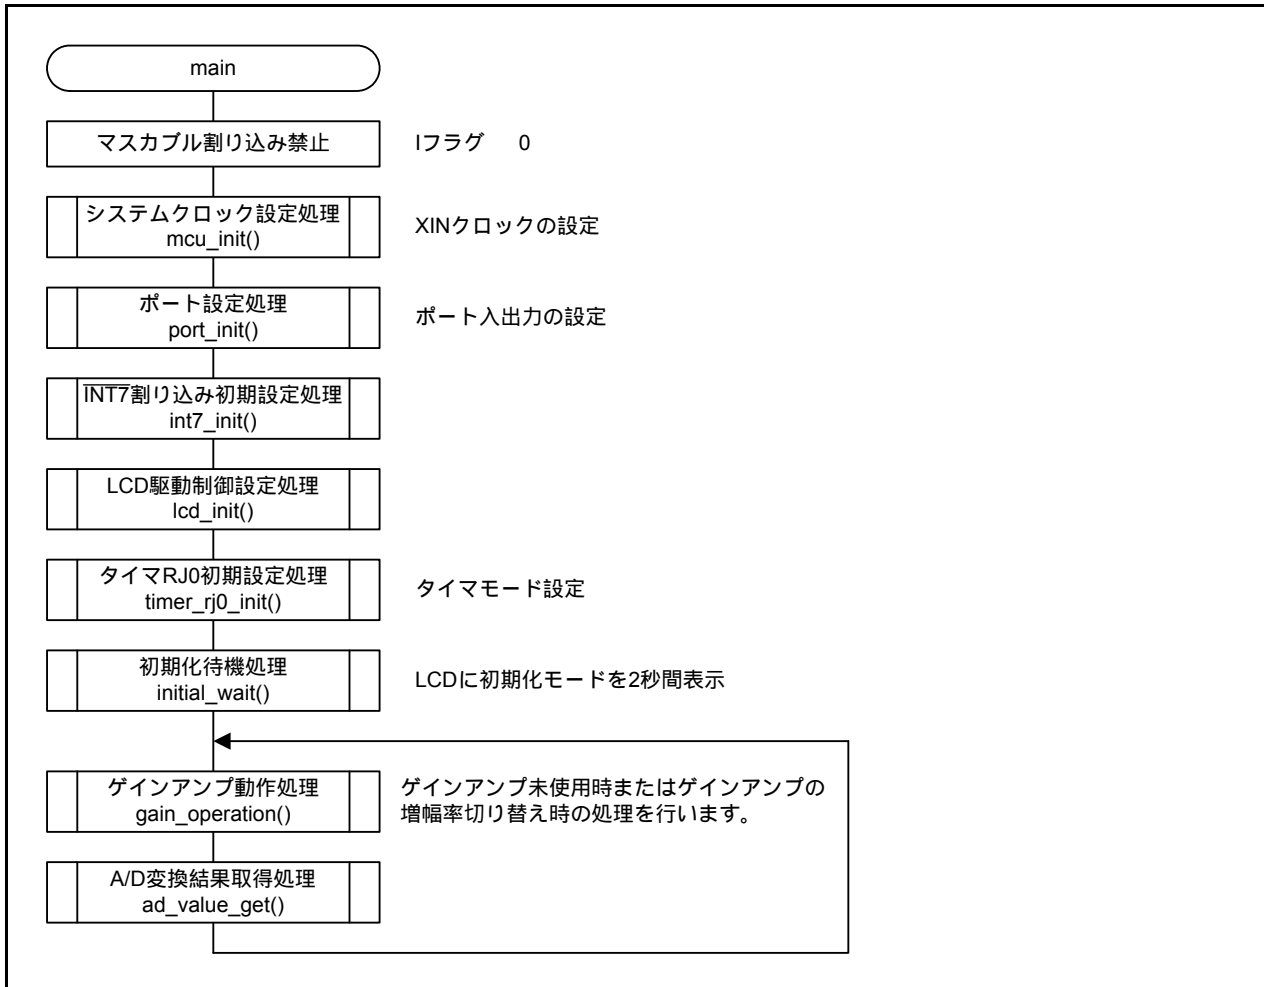 main
マスカブル割り込み禁止
Iフラグ 0
システムクロック設定処理
mcu_init()
XINクロックの設定
ポート設定処理
port_init()
ポート入出力の設定
INT7割り込み初期設定処理
int7_init()
LCD駆動制御設定処理
lcd_init()
タイマRJ0初期設定処理
timer_rj0_init()
タイマモード設定
初期化待機処理
initial_wait()
LCDに初期化モードを2秒間表示
ゲインアンプ動作処理
gain_operation()
ゲインアンプ未使用時またはゲインアンプの
増幅率切り替え時の処理を行います。
A/D変換結果取得処理
ad_value_get()